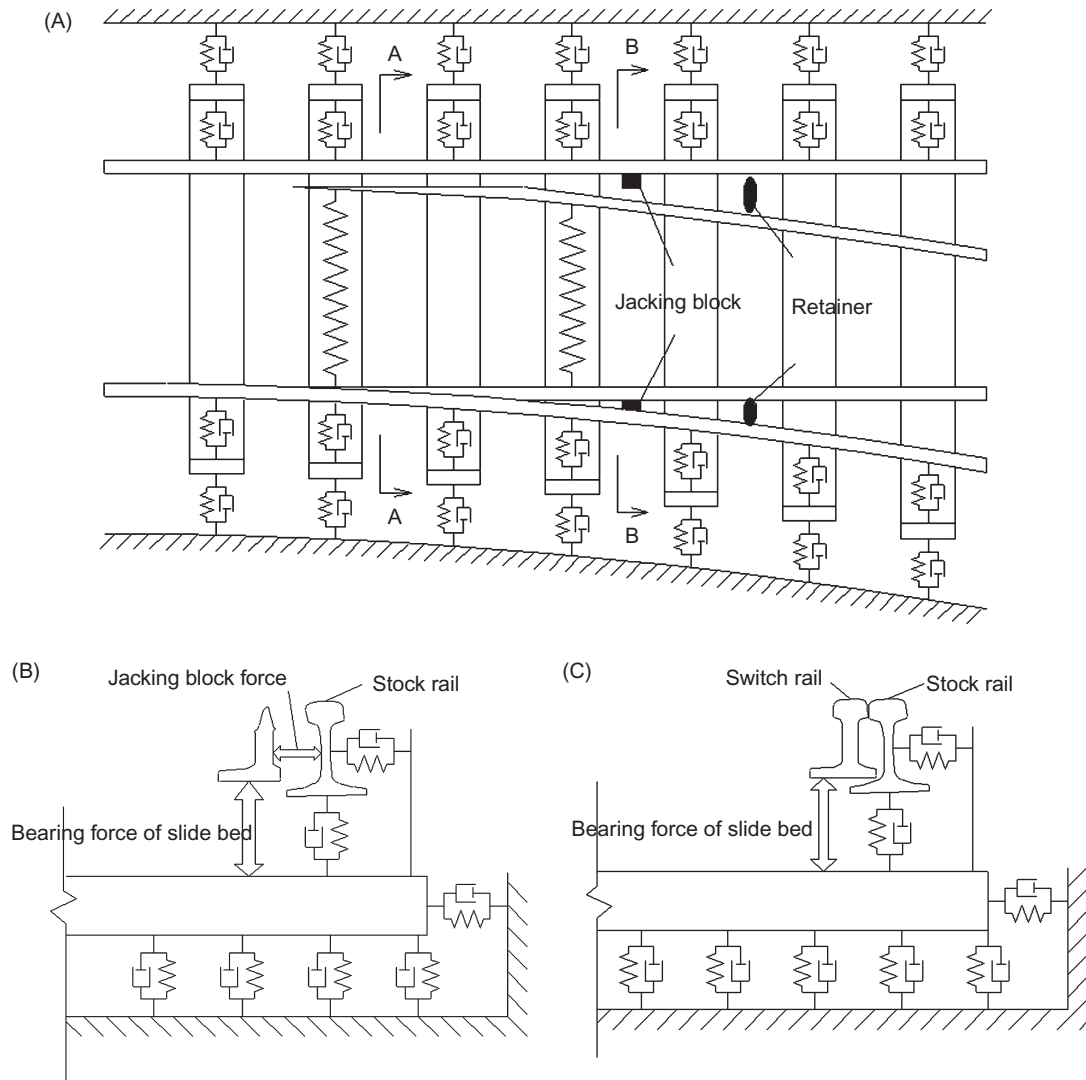 (A)
A
B
Jacking block
Retainer
A
B
(B)
Jacking block force
Stock rail
Bearing force of slide bed
(C)
Switch rail
Stock rail
Bearing force of slide bed